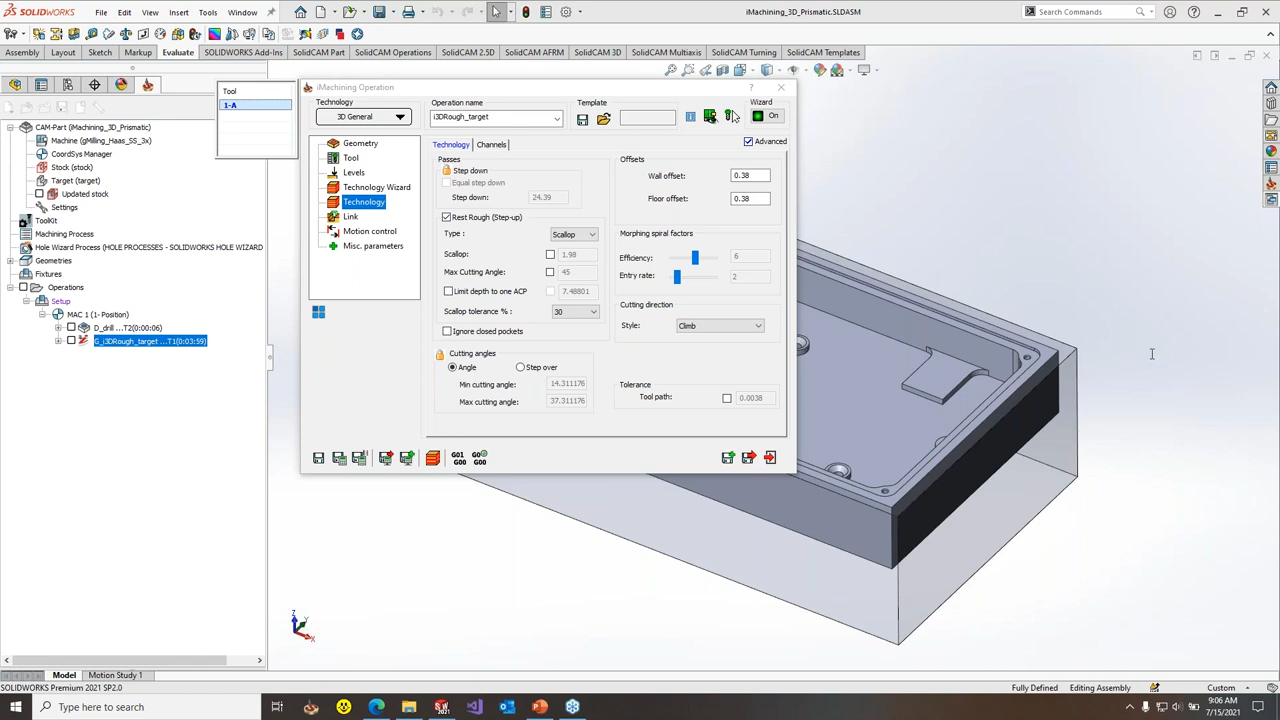 SOLIDWORKS
File
Edit
View
Insert
Tools
Window
iMachining_3D_Prismatic.SLDASM
Search Commands
Assembly
Layout
Sketch
Markup
Evaluate
SOLIDWORKS Add-Ins
SolidCAM Part
SolidCAM Operations
SolidCAM 2.5D
SolidCAM AFRM
SolidCAM 3D
SolidCAM Multiaxis
SolidCAM Turning
SolidCAM Templates
Tool
1-A
CAM-Part (iMachining_3D_Prismatic)
Machine (gMilling_Haas_SS_3x)
CoordSys Manager
Stock (stock)
Target (target)
Updated stock
Settings
ToolKit
Machining Process
Hole Wizard Process (HOLE PROCESSES - SOLIDWORKS HOLE WIZARD
Geometries
Fixtures
Operations
Setup
MAC 1 (1- Position)
D_drill ...T2(0:00:06)
G_i3DRough_target ...T1(0:03:59)
iMachining Operation
?
Technology
3D General
Operation name
i3DRough_target
Template
Wizard
On
Geometry
Tool
Levels
Technology Wizard
Technology
Link
Motion control
Misc. parameters
Technology
Channels
Advanced
Passes
Step down
Equal step down
Step down:
24.39
Rest Rough (Step-up)
Type :
Scallop
Scallop:
1.98
Max Cutting Angle:
45
Limit depth to one ACP
7.48801
Scallop tolerance %:
30
Ignore closed pockets
Cutting angles
Angle
Step over
Min cutting angle:
14.311176
Max cutting angle:
37.311176
Offsets
Wall offset:
0.38
Floor offset:
0.38
Morphing spiral factors
Efficiency:
6
Entry rate:
2
Cutting direction
Style:
Climb
Tolerance
Tool path:
0.0038
G01
G00
G0
G00
Z
Y
X
Model
Motion Study 1
SOLIDWORKS Premium 2021 SP2.0
Fully Defined
Editing Assembly
Custom
Type here to search
9:06 AM
7/15/2021